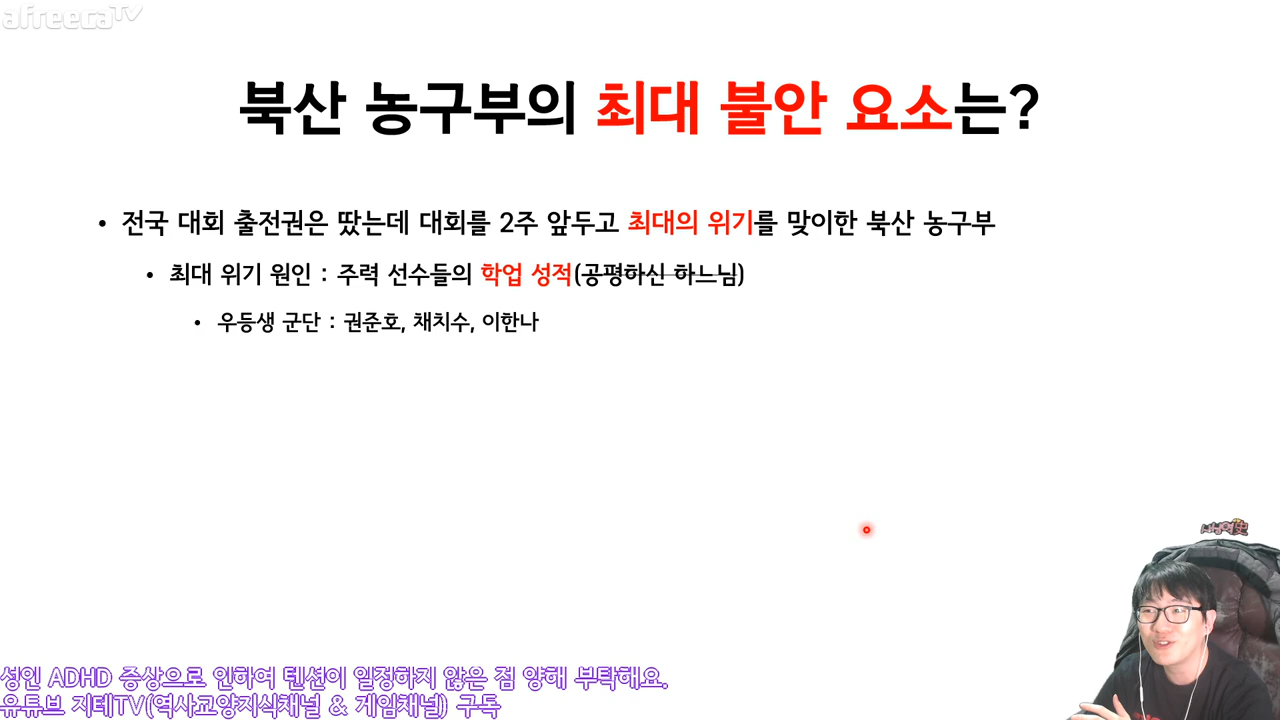 afreecaTV
북산 농구부의 최대 불안 요소는?
• 전국 대회 출전권은 땄는데 대회를 2주 앞두고 최대의 위기를 맞이한 북산 농구부
• 최대 위기 원인 : 주력 선수들의 학업 성적(공평하신 하느님)
• 우등생 군단 : 권준호, 채치수, 이한나
성인 ADHD 증상으로 인하여 텐션이 일정하지 않은 점 양해 부탁해요.
유튜브 지테TV(역사교양지식채널 & 게임채널) 구독